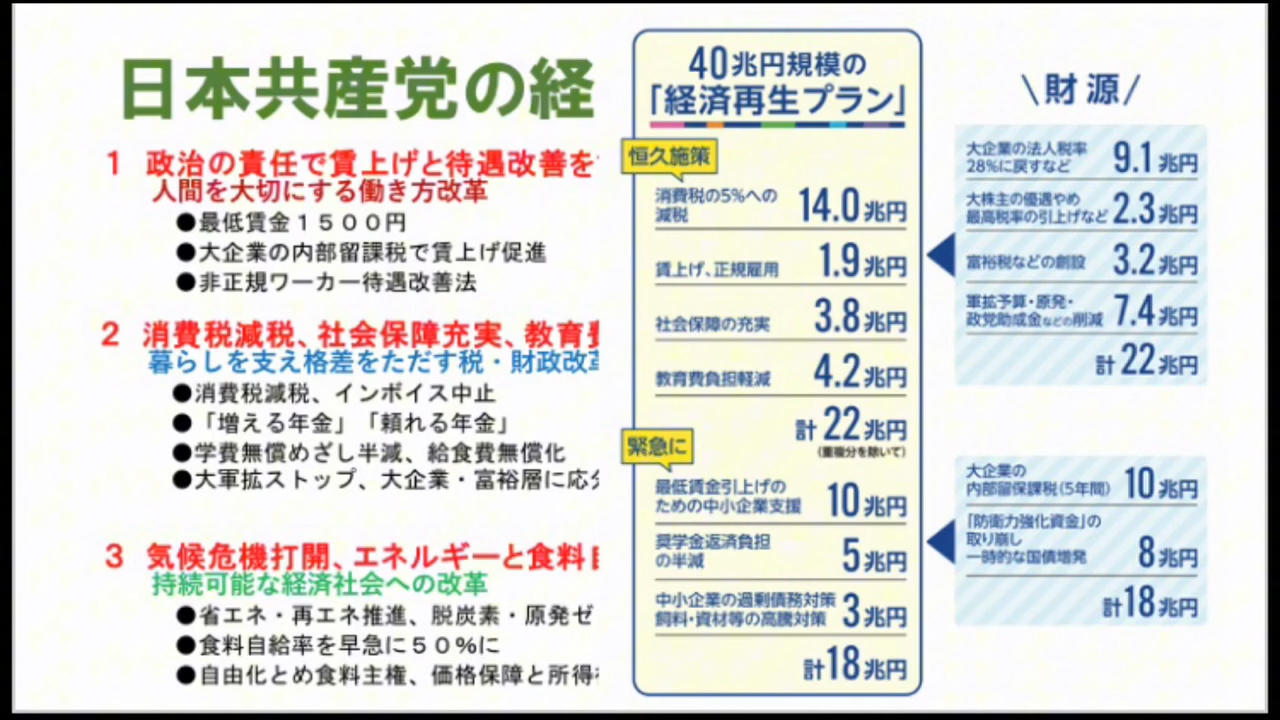 日本共産党の経
1 政治の責任で賃上げと待遇改善を
人間を大切にする働き方改革
●最低賃金１５００円
●大企業の内部留課税で賃上げ促進
●非正規ワーカー待遇改善法
2 消費税減税、社会保障充実、教育費
暮らしを支え格差をただす税・財政改革
●消費税減税、インボイス中止
●「増える年金」「頼れる年金」
●学費無償めざし半減、給食費無償化
●大軍拡ストップ、大企業・富裕層に応分
3 気候危機打開、エネルギーと食料自
持続可能な経済社会への改革
●省エネ・再エネ推進、脱炭素・原発ゼ
●食料自給率を早急に５０%に
●自由化とめ食料主権、価格保障と所得
40兆円規模の
「経済再生プラン」
恒久施策
消費税の5%への
減税 14.0兆円
賃上げ、正規雇用 1.9兆円
社会保障の充実 3.8兆円
教育費負担軽減 4.2兆円
計22兆円
(重複分を除いて)
緊急に
最低賃金引上げの
ための中小企業支援 10兆円
奨学金返済負担
の半減 5兆円
中小企業の過剰債務対策
飼料・資材等の高騰対策 3兆円
計18兆円
\財源/
大企業の法人税率
28%に戻すなど 9.1兆円
大株主の優遇やめ
最高税率の引上げなど 2.3兆円
富裕税などの創設 3.2兆円
軍拡予算・原発・
政党助成金などの削減 7.4兆円
計22兆円
大企業の
内部留保課税(5年間) 10兆円
「防衛力強化資金」の
取り崩し
一時的な国債増発 8兆円
計18兆円